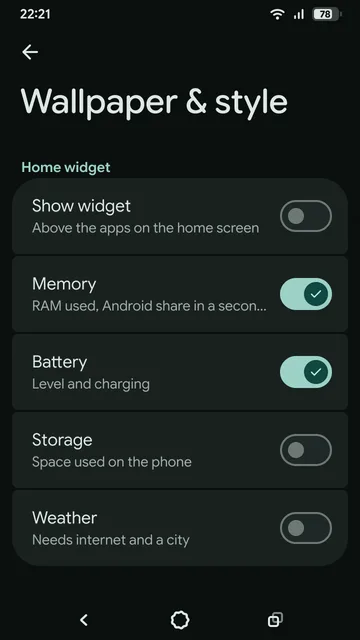 22:21
78
Wallpaper & style
Home widget
Show widget
Above the apps on the home screen
Memory
RAM used, Android share in a secon...
Battery
Level and charging
Storage
Space used on the phone
Weather
Needs internet and a city